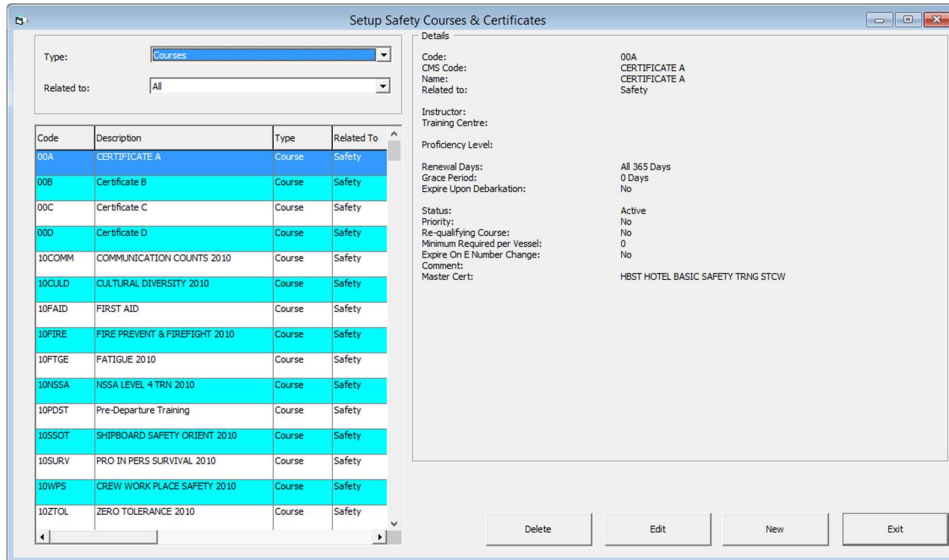 Setup Safety Courses & Certificates
Type: Courses
Related to: All
Code Description Type Related To
00A CERTIFICATE A Course Safety
00B Certificate B Course Safety
00C Certificate C Course Safety
00D Certificate D Course Safety
10COMM COMMUNICATION COUNTS 2010 Course Safety
10CULD CULTURAL DIVERSITY 2010 Course Safety
10FAID FIRST AID Course Safety
10FIRE FIRE PREVENT & FIREFIGHT 2010 Course Safety
10FTGE FATIGUE 2010 Course Safety
10NSSA NSSA LEVEL 4 TRN 2010 Course Safety
10PDST Pre-Departure Training Course Safety
10SSOT SHIPBOARD SAFETY ORIENT 2010 Course Safety
10SURV PRO IN PERS SURVIVAL 2010 Course Safety
10WPS CREW WORK PLACE SAFETY 2010 Course Safety
10ZTOL ZERO TOLERANCE 2010 Course Safety
Details
Code: 00A
CMS Code: CERTIFICATE A
Name: CERTIFICATE A
Related to: Safety
Instructor:
Training Centre:
Proficiency Level:
Renewal Days: All 365 Days
Grace Period: 0 Days
Expire Upon Debarkation: No
Status: Active
Priority: No
Re-qualifying Course: No
Minimum Required per Vessel: 0
Expire On E Number Change: No
Comment:
Master Cert: HBST HOTEL BASIC SAFETY TRNG STCW
Delete Edit New Exit